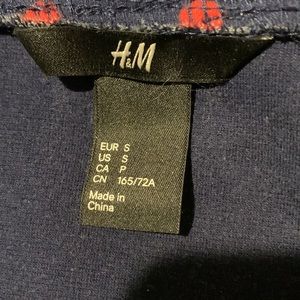 H&M
EUR S
US S
CA P
CN 165/72A
Made in
China